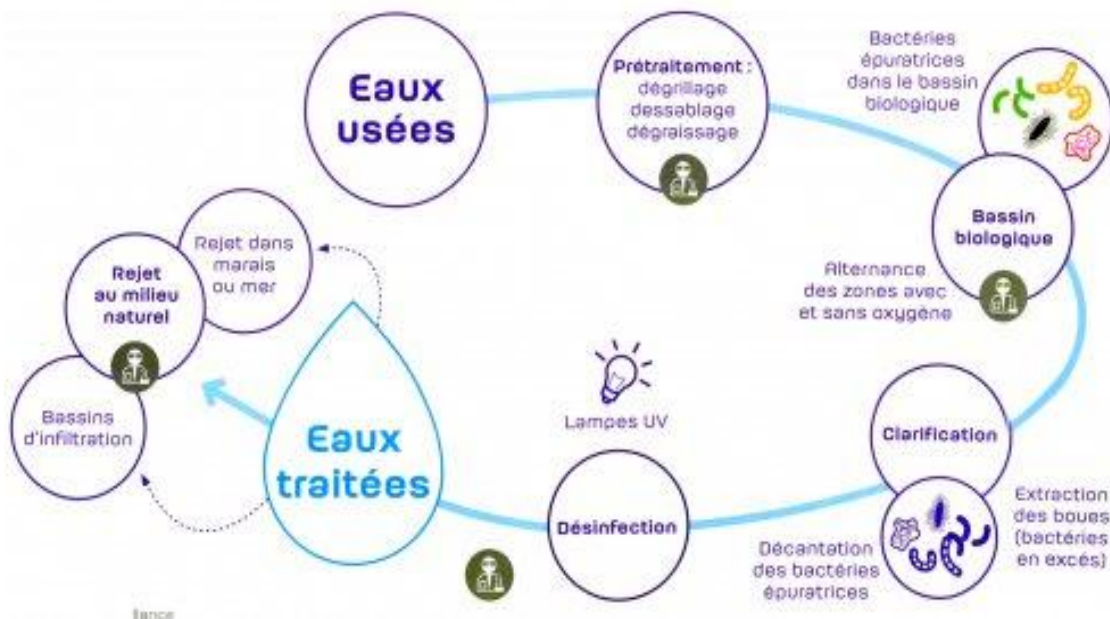 Eaux
usées
Prétraitement :
dégrillage
dessablage
dégraissage
Bactéries
épuratrices
dans le bassin
biologique
Bassin
biologique
Alternance
des zones avec
et sans oxygène
Clarification
Extraction
des boues
(bactéries
en excés)
Décantation
des bactéries
épuratrices
Lampes UV
Désinfection
Eaux
traitées
Rejet dans
marais
ou mer
Rejet
au milieu
naturel
Bassins
d'infiltration
llance